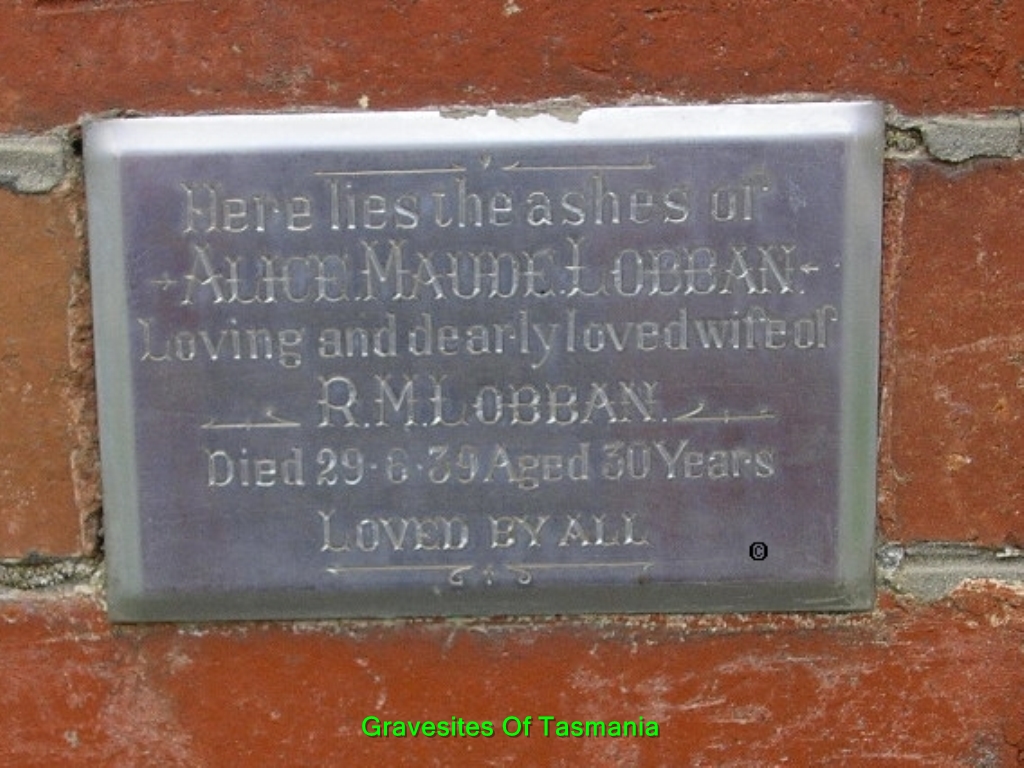 Here lies the ashes of
ALICE MAUDE LOBBAN.
Loving and dearly loved wife of
R.M.LOBBAN.
Died 29·6·39 Aged 30 Years
LOVED BY ALL
©
Gravesites Of Tasmania